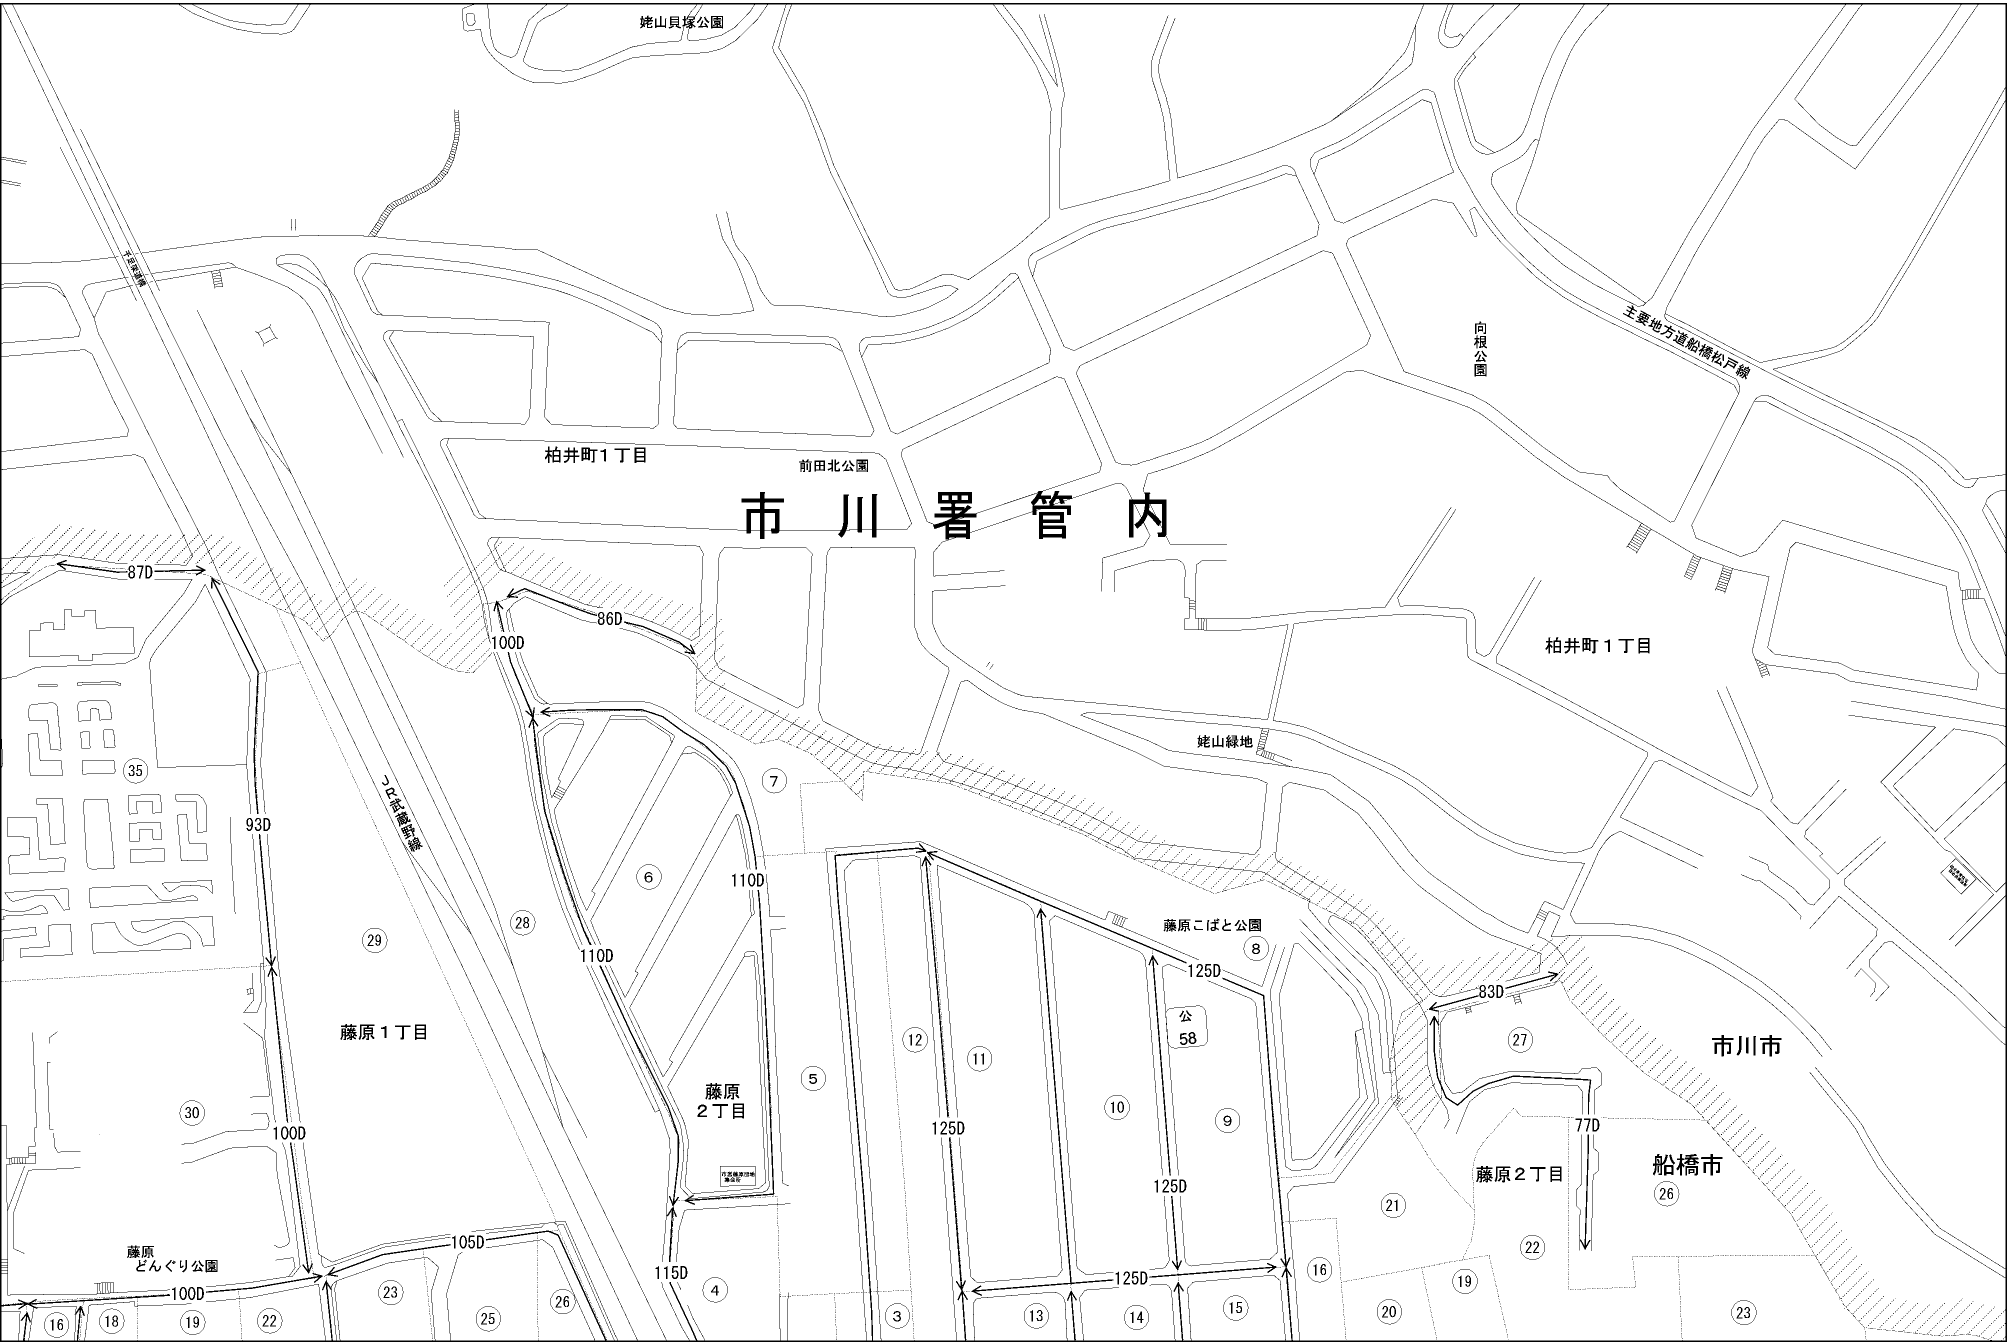 姥山貝塚公園
主要地方道船橋松戸線
向根公園
柏井町１丁目
前田北公園
市川署管内
87D
86D
100D
柏井町１丁目
姥山緑地
35
7
93D
ＪＲ武蔵野線
6
110D
28
29
110D
藤原こばと公園
8
125D
83D
公
58
12
11
5
27
市川市
藤原１丁目
藤原
２丁目
30
100D
10
9
125D
77D
125D
藤原２丁目
船橋市
26
21
22
藤原
どんぐり公園
105D
115D
125D
16
19
100D
23
26
4
16
18
19
22
25
3
13
14
15
20
23